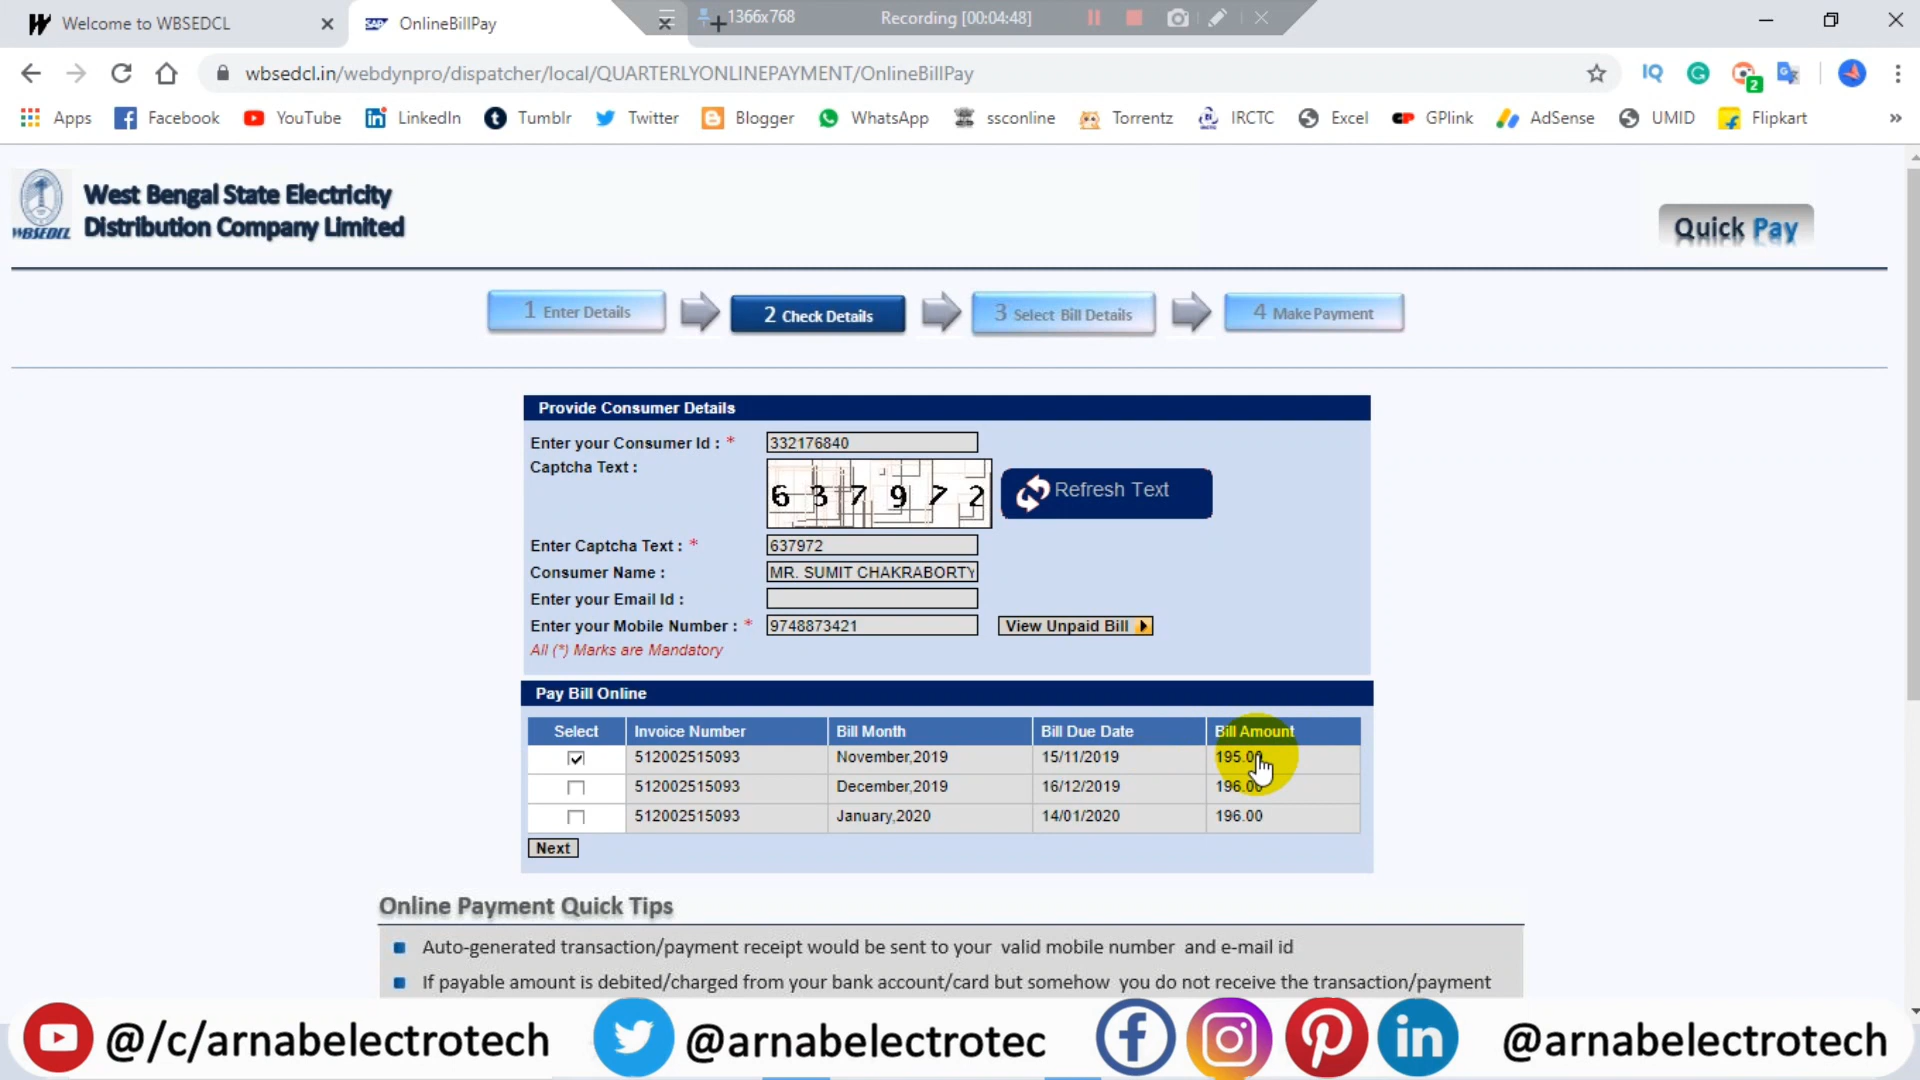 Welcome to WBSEDCL
OnlineBillPay
1366x768
Recording [00:04:48]
wbsedcl.in/webdynpro/dispatcher/local/QUARTERLYONLINEPAYMENT/OnlineBillPay
IQ
2
Apps Facebook YouTube LinkedIn Tumblr Twitter Blogger WhatsApp ssconline Torrentz IRCTC Excel GPlink AdSense UMID Flipkart »
West Bengal State Electricity
Distribution Company Limited
WBSEDCL
Quick Pay
1 Enter Details
2 Check Details
3 Select Bill Details
4 Make Payment
Provide Consumer Details
Enter your Consumer Id : * 332176840
Captcha Text : 6 3 7 9 7 2 Refresh Text
Enter Captcha Text : * 637972
Consumer Name : MR. SUMIT CHAKRABORTY
Enter your Email Id :
Enter your Mobile Number : * 9748873421 View Unpaid Bill
All (*) Marks are Mandatory
Pay Bill Online
Select Invoice Number Bill Month Bill Due Date Bill Amount
512002515093 November,2019 15/11/2019 195.00
512002515093 December,2019 16/12/2019 196.00
512002515093 January,2020 14/01/2020 196.00
Next
Online Payment Quick Tips
Auto-generated transaction/payment receipt would be sent to your valid mobile number and e-mail id
If payable amount is debited/charged from your bank account/card but somehow you do not receive the transaction/payment
@/c/arnabelectrotech @arnabelectrotec @arnabelectrotech